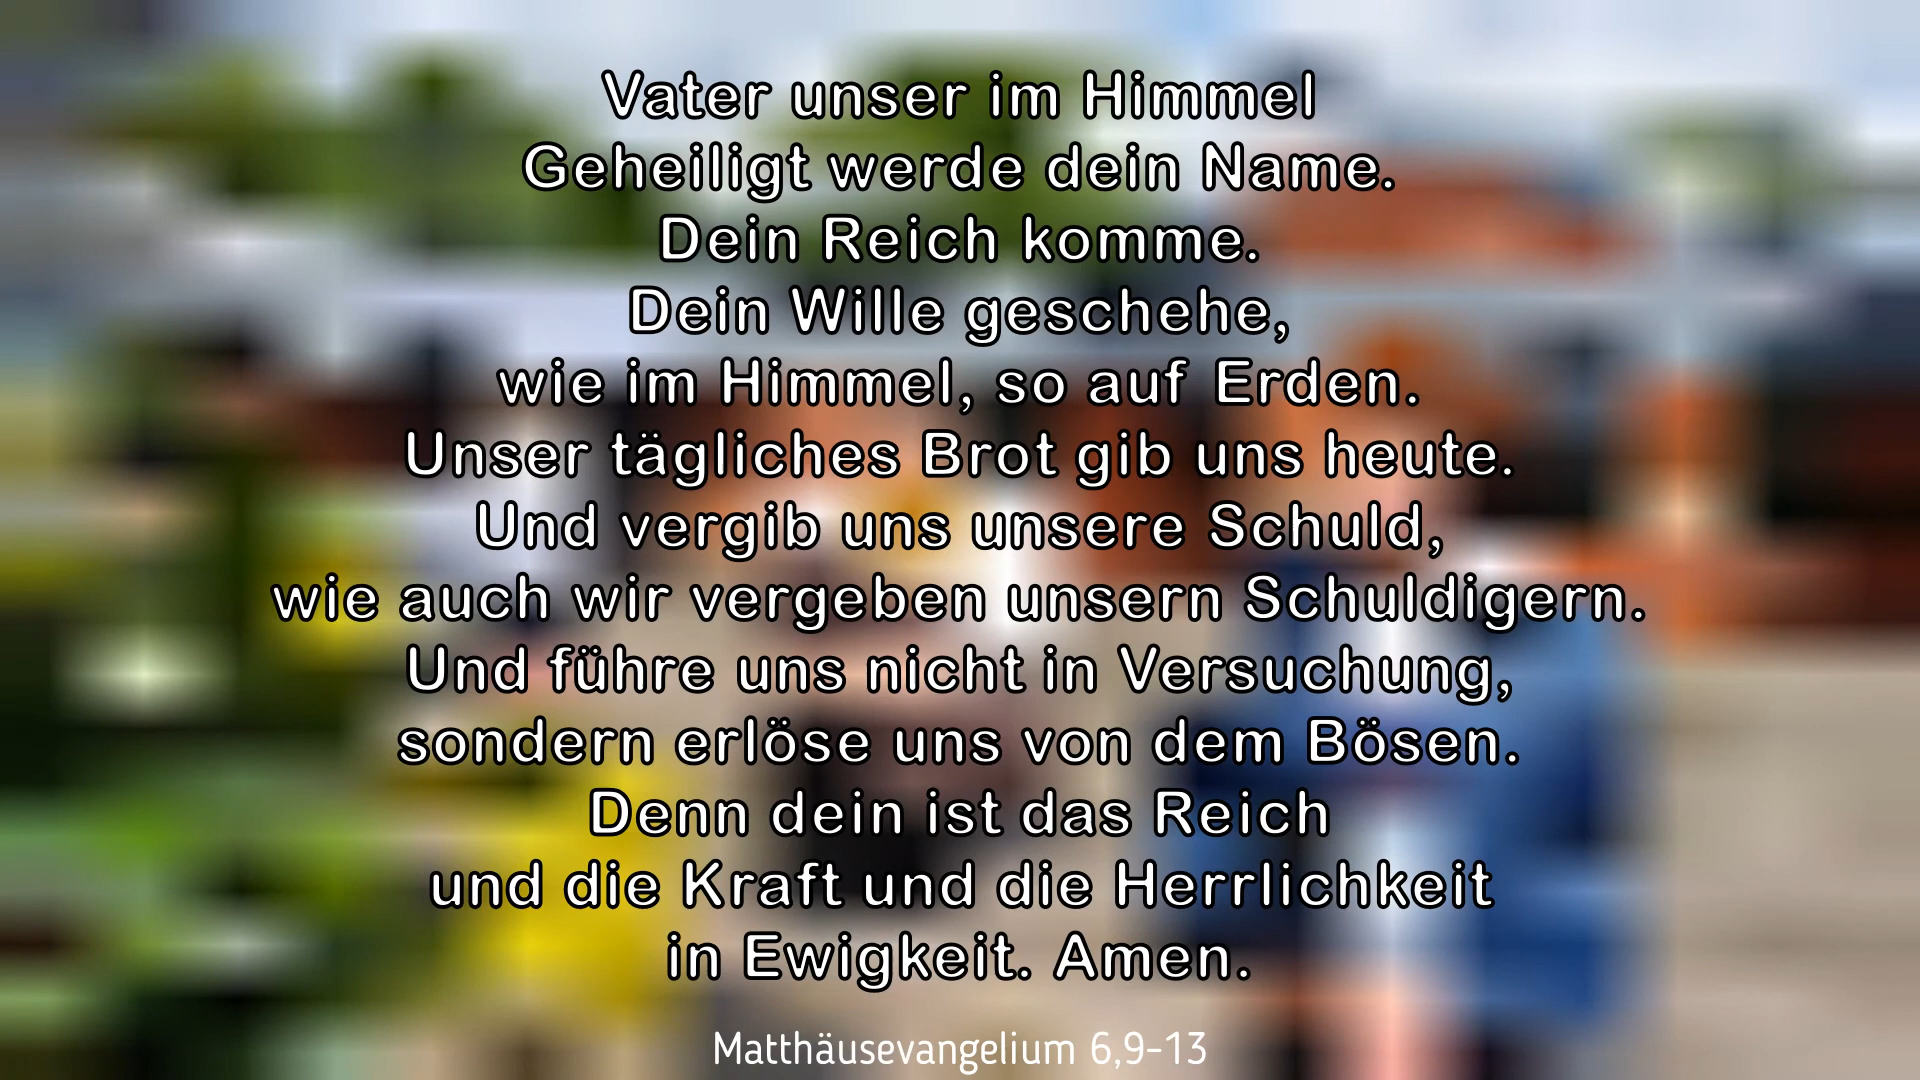 Vater unser im Himmel
Geheiligt werde dein Name.
Dein Reich komme.
Dein Wille geschehe,
wie im Himmel, so auf Erden.
Unser tägliches Brot gib uns heute.
Und vergib uns unsere Schuld,
wie auch wir vergeben unsern Schuldigern.
Und führe uns nicht in Versuchung,
sondern erlöse uns von dem Bösen.
Denn dein ist das Reich
und die Kraft und die Herrlichkeit
in Ewigkeit. Amen.
Matthäusevangelium 6,9-13